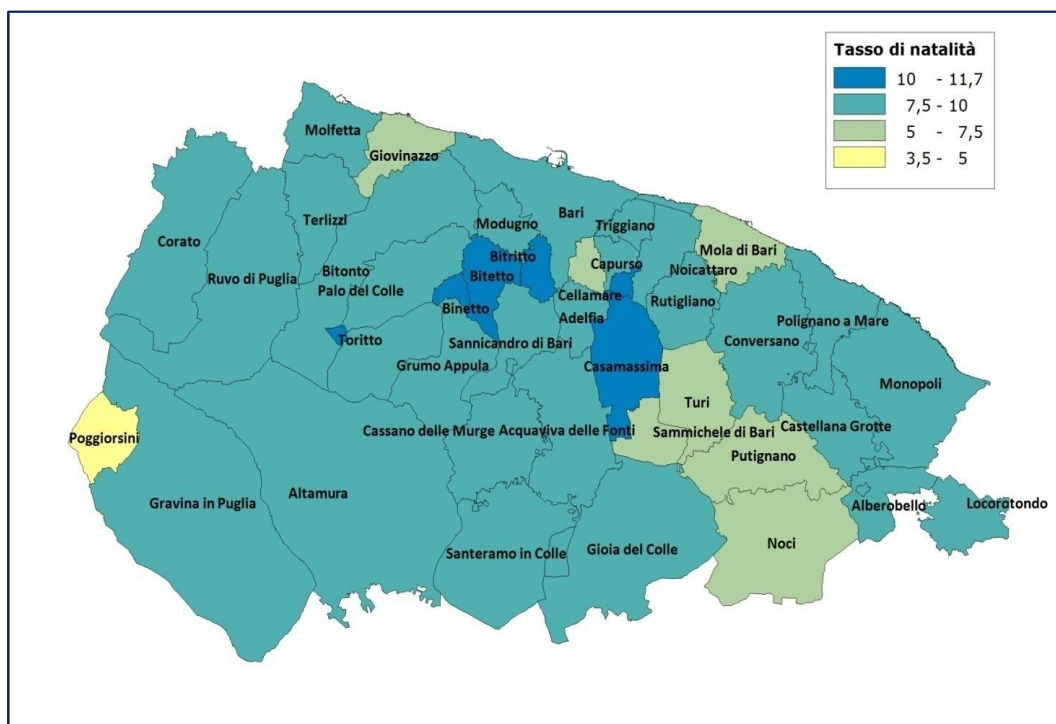 Tasso di natalità
10 - 11,7
7,5 - 10
5 - 7,5
3,5 - 5
Molfetta
Giovinazzo
Terlizzi
Corato
Ruvo di Puglia
Bitonto
Palo del Colle
Modugno
Bari
Triggiano
Bitritto
Bitetto
Capurso
Mola di Bari
Noicattaro
Cellamare
Rutigliano
Binetto
Adelfia
Toritto
Sannicandro di Bari
Polignano a Mare
Conversano
Grumo Appula
Casamassima
Monopoli
Turi
Poggiorsini
Cassano delle Murge
Acquaviva delle Fonti
Sammichele di Bari
Castellana Grotte
Putignano
Altamura
Gravina in Puglia
Alberobello
Locorotondo
Santeramo in Colle
Gioia del Colle
Noci